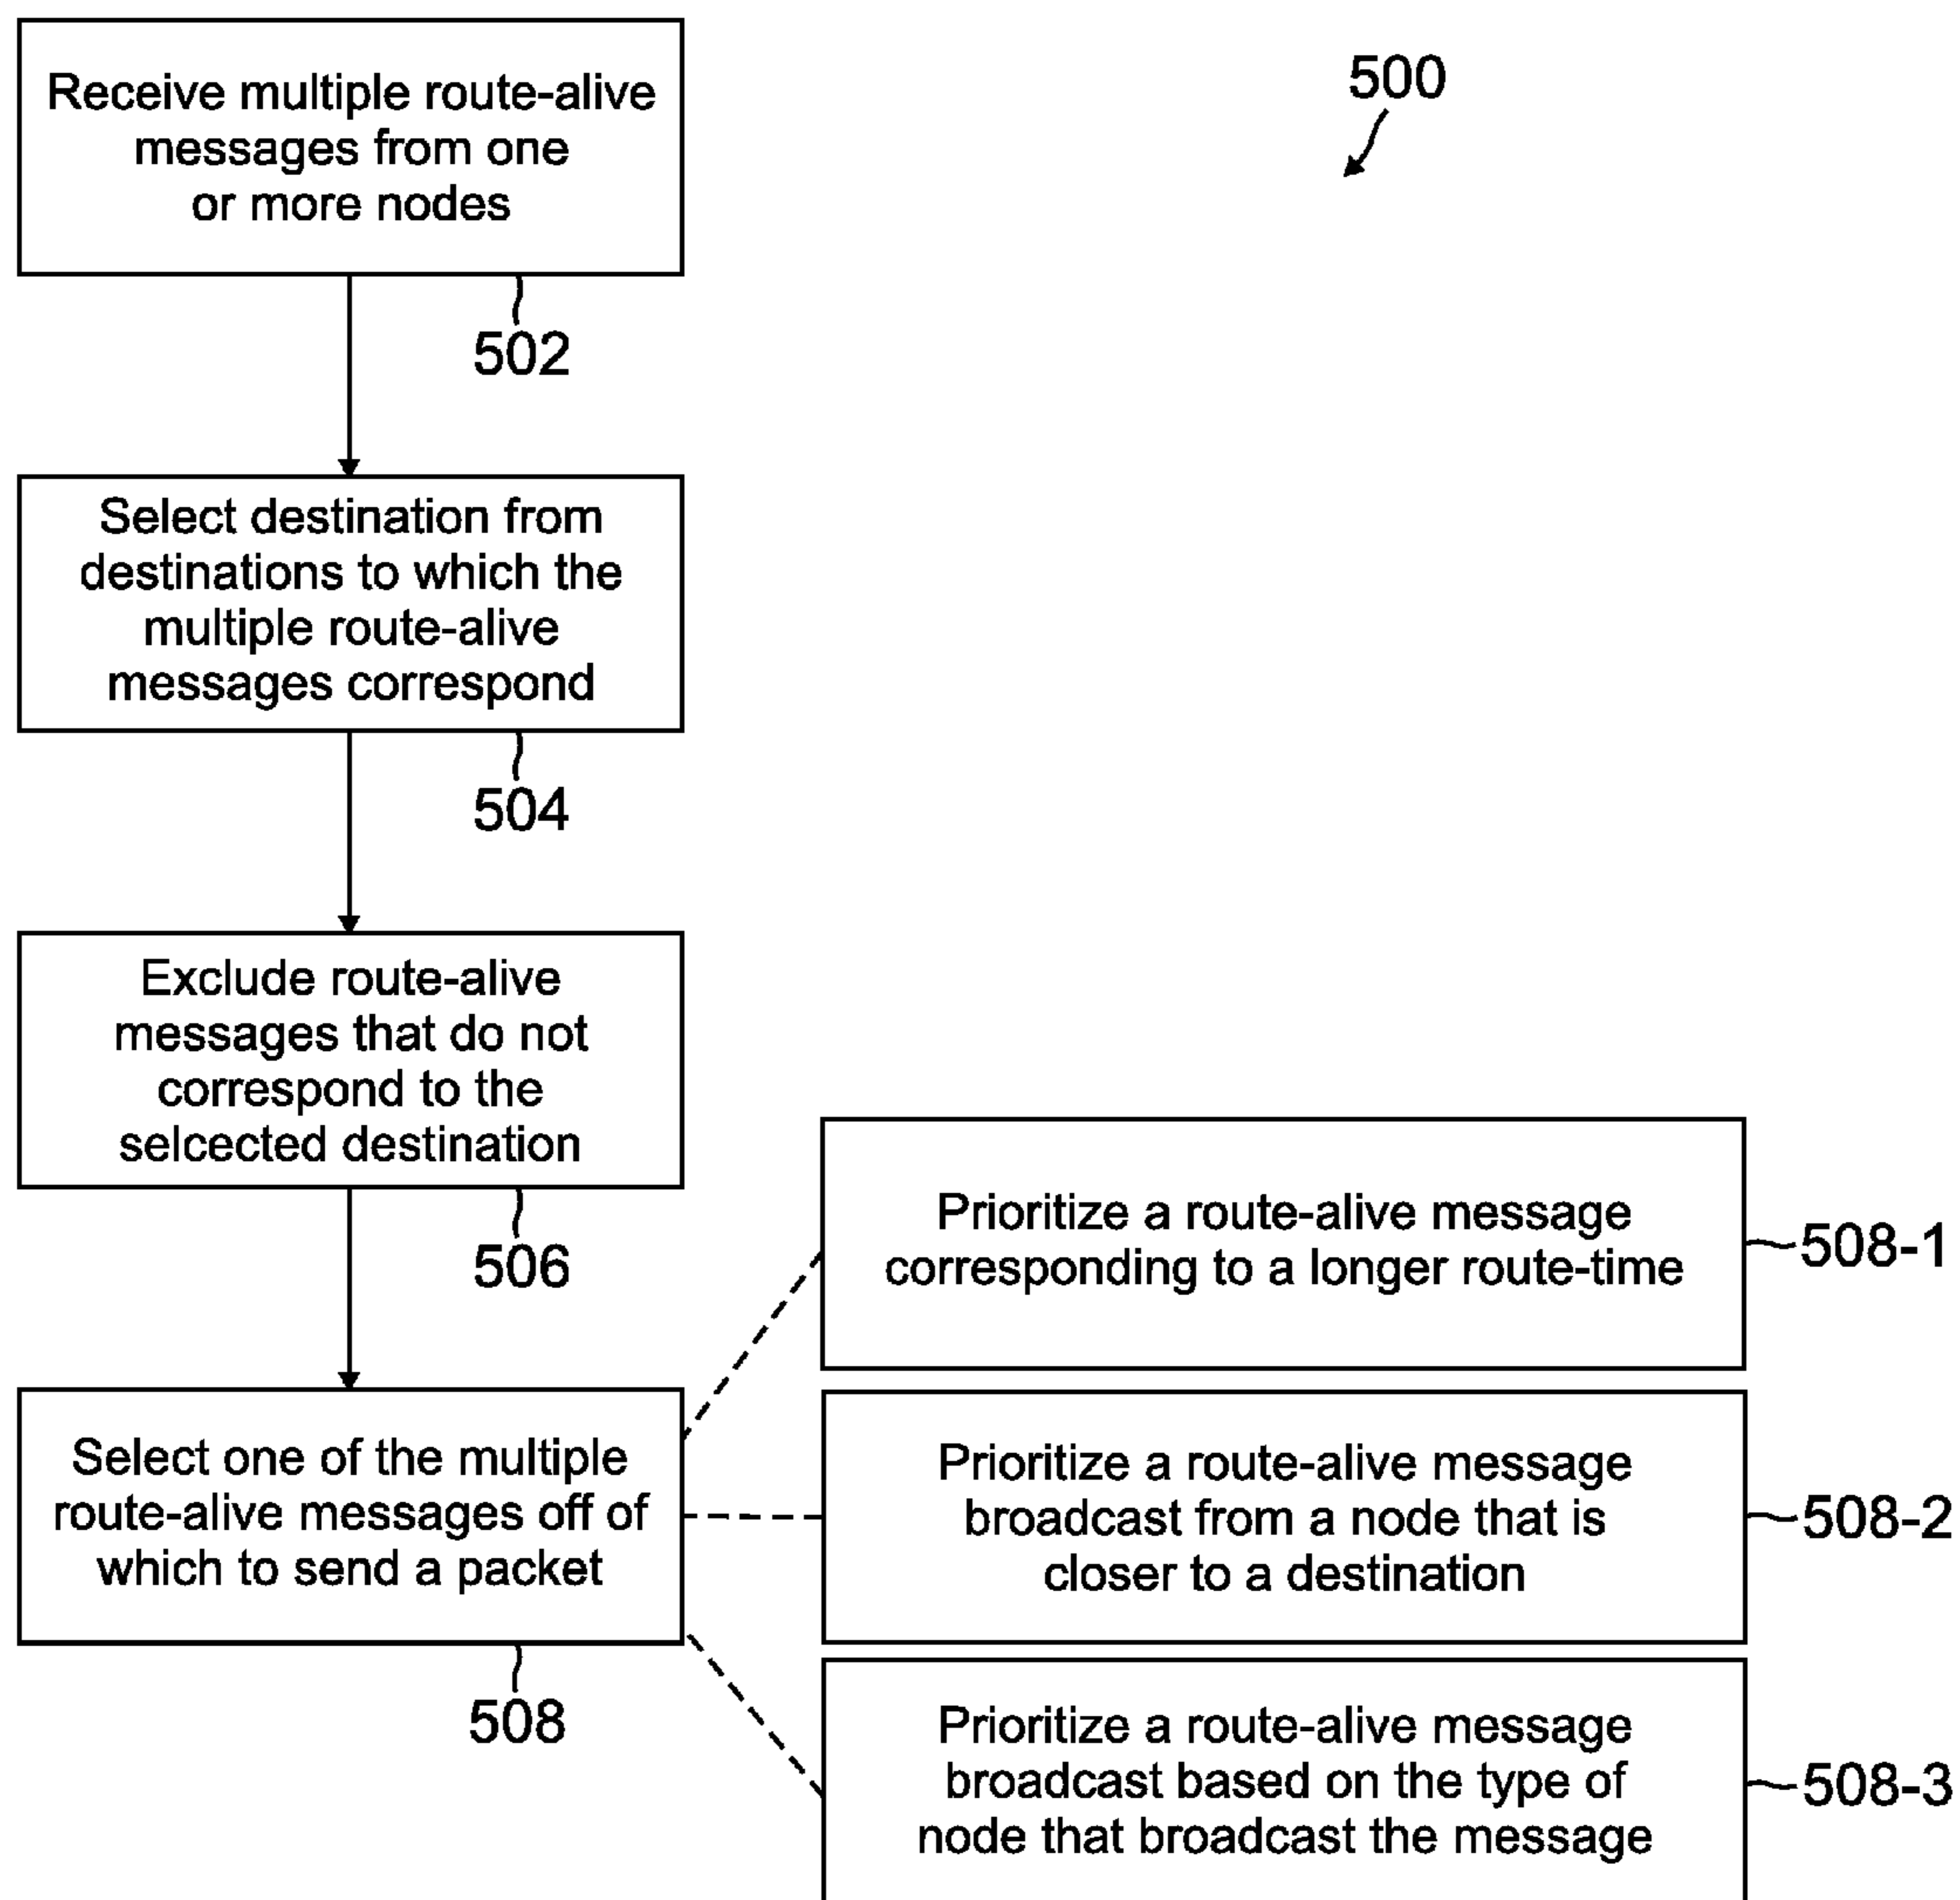 Receive multiple route-alive
messages from one
or more nodes
500
502
Select destination from
destinations to which the
multiple route-alive
messages correspond
504
Exclude route-alive
messages that do not
correspond to the
selcected destination
506
Prioritize a route-alive message
corresponding to a longer route-time
508-1
Select one of the multiple
route-alive messages off of
which to send a packet
508
Prioritize a route-alive message
broadcast from a node that is
closer to a destination
508-2
Prioritize a route-alive message
broadcast based on the type of
node that broadcast the message
508-3